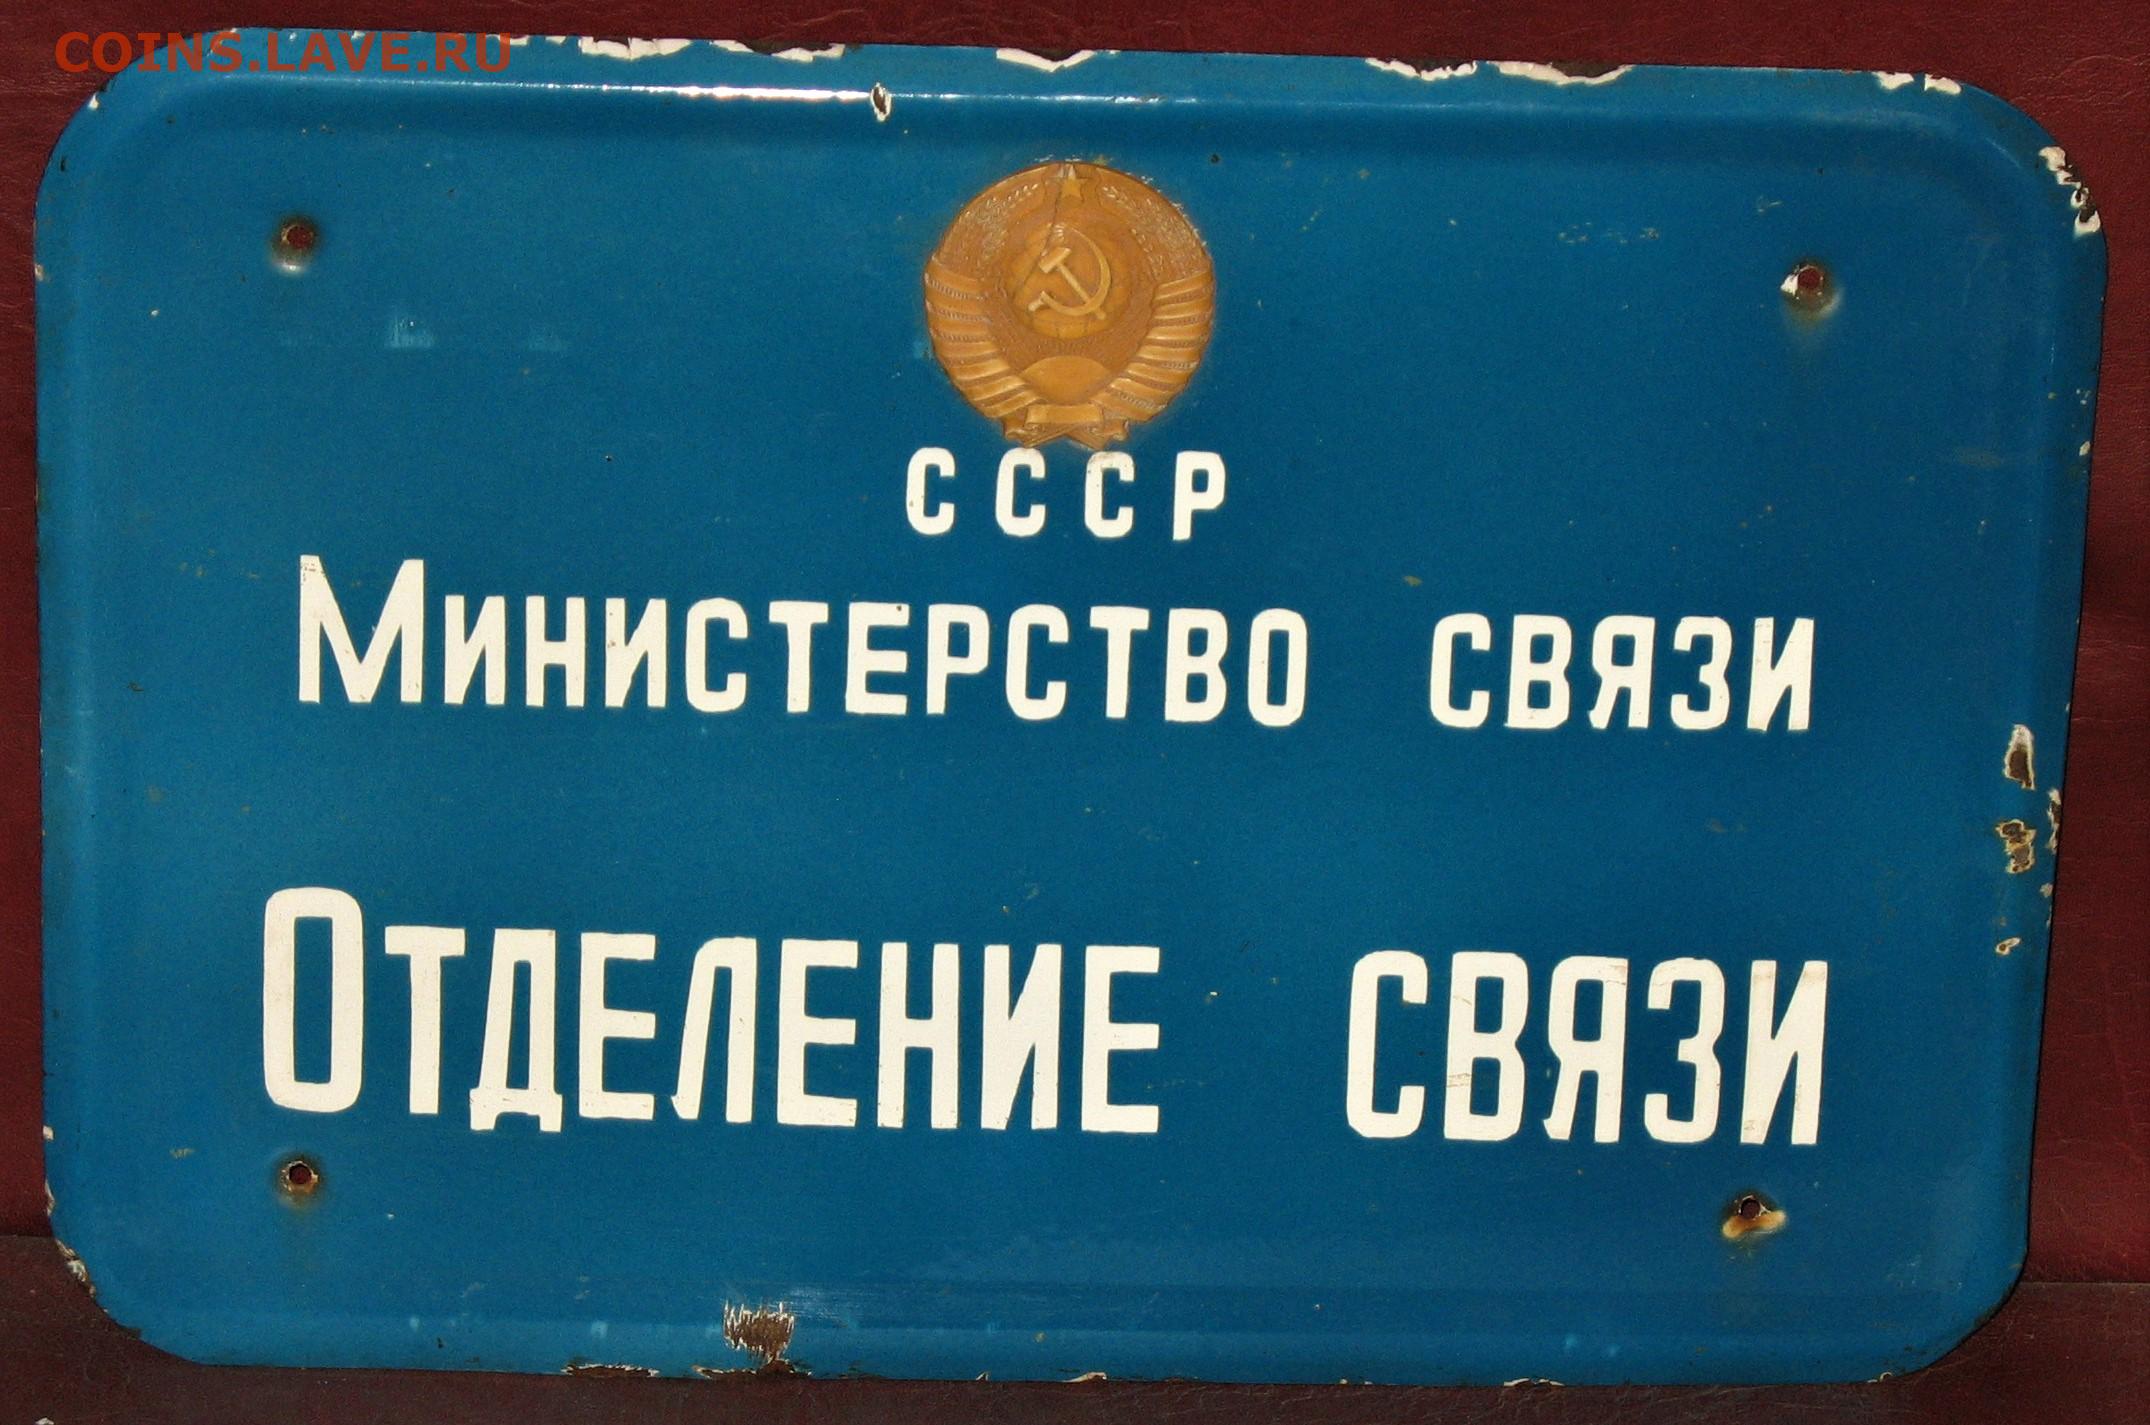 COINS.LAVE.RU
СССР
Министерство связи
Отделение связи